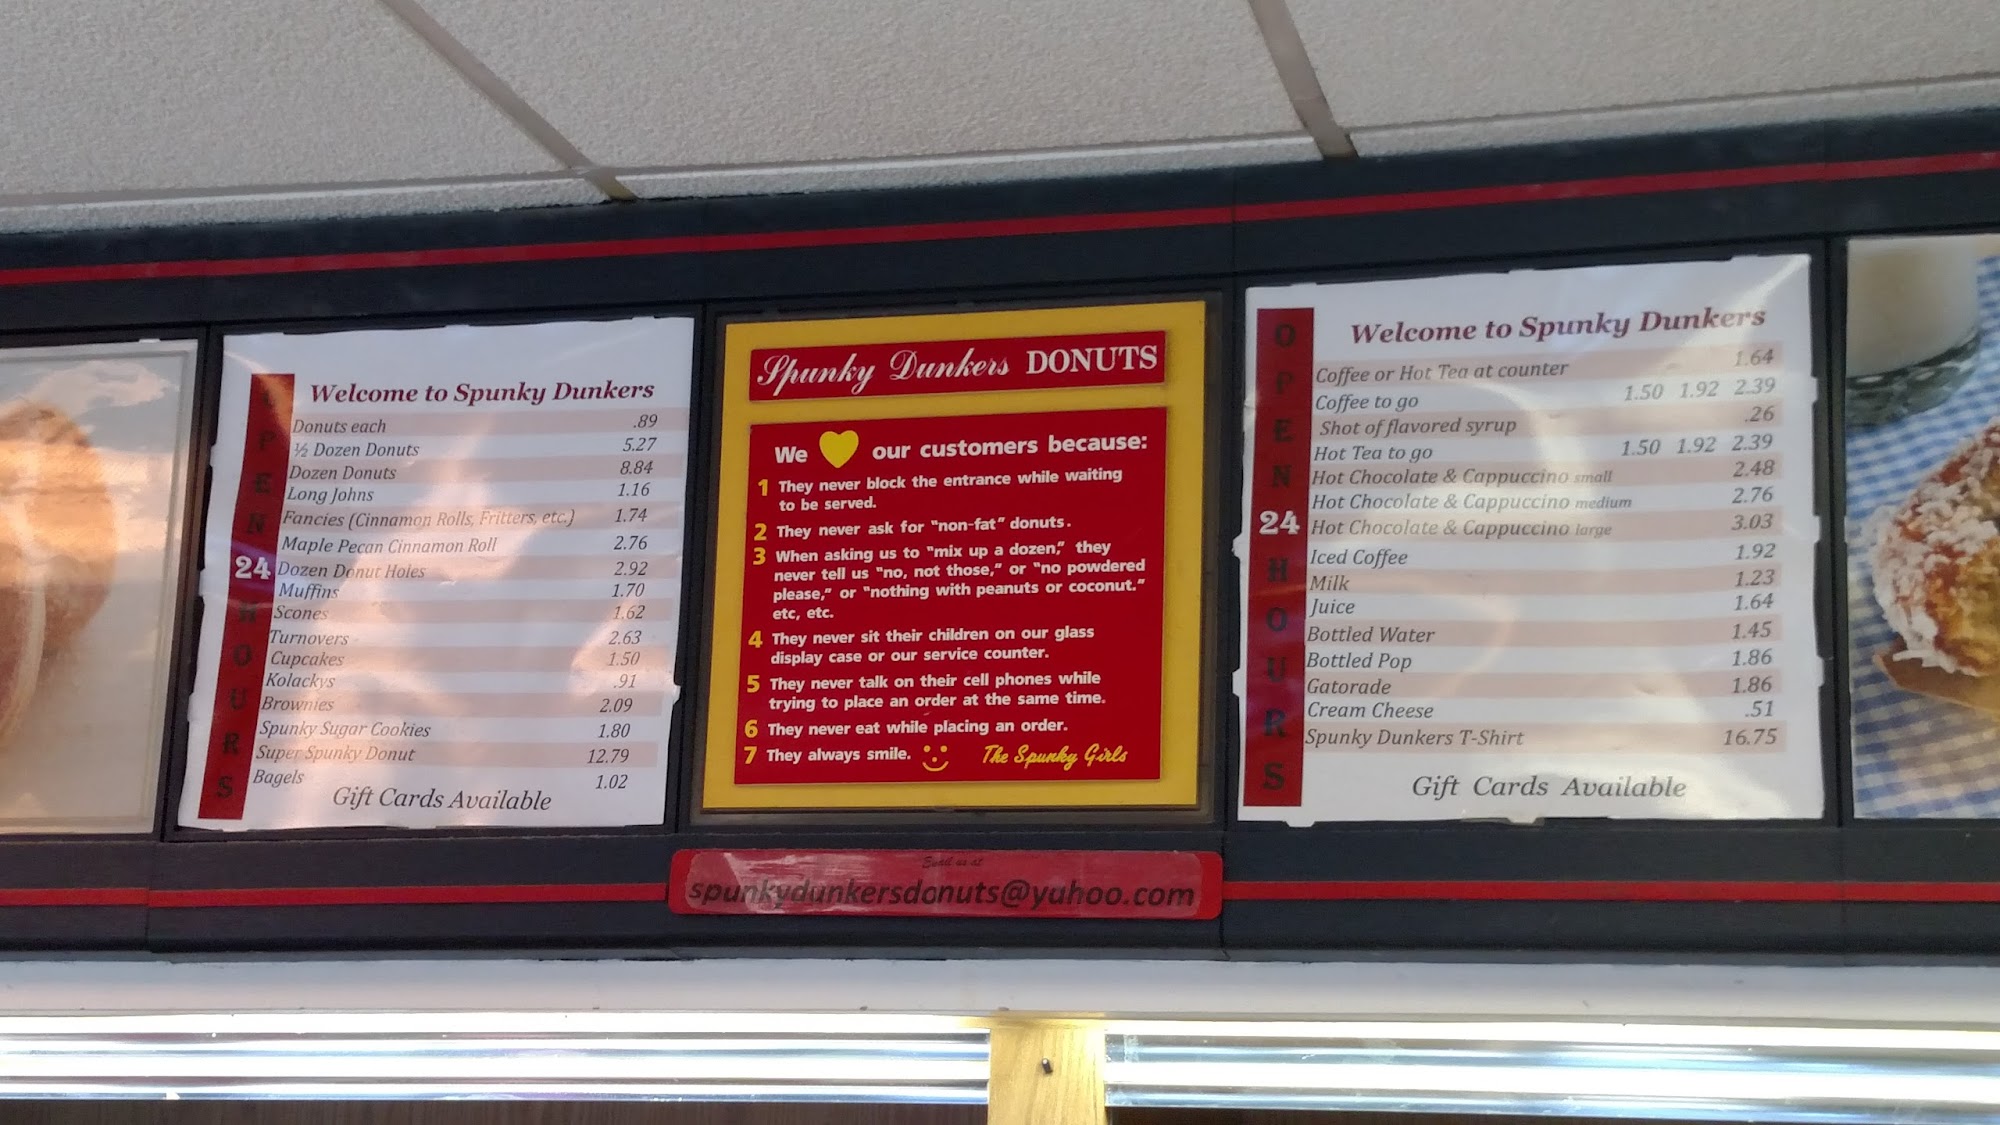 OPEN 24 HOURS
Welcome to Spunky Dunkers
Donuts each .89
½ Dozen Donuts 5.27
Dozen Donuts 8.84
Long Johns 1.16
Fancies (Cinnamon Rolls, Fritters, etc.) 1.74
Maple Pecan Cinnamon Roll 2.76
Dozen Donut Holes 2.92
Muffins 1.70
Scones 1.62
Turnovers 2.63
Cupcakes 1.50
Kolackys .91
Brownies 2.09
Spunky Sugar Cookies 1.80
Super Spunky Donut 12.79
Bagels 1.02
Gift Cards Available
Spunky Dunkers DONUTS
We 💛 our customers because:
1 They never block the entrance while waiting
to be served.
2 They never ask for "non-fat" donuts.
3 When asking us to "mix up a dozen," they
never tell us "no, not those," or "no powdered
please," or "nothing with peanuts or coconut."
etc, etc.
4 They never sit their children on our glass
display case or our service counter.
5 They never talk on their cell phones while
trying to place an order at the same time.
6 They never eat while placing an order.
7 They always smile. The Spunky Girls
Email us at
spunkydunkersdonuts@yahoo.com
OPEN 24 HOURS
Welcome to Spunky Dunkers
Coffee or Hot Tea at counter 1.64
Coffee to go 1.50 1.92 2.39
Shot of flavored syrup .26
Hot Tea to go 1.50 1.92 2.39
Hot Chocolate & Cappuccino small 2.48
Hot Chocolate & Cappuccino medium 2.76
Hot Chocolate & Cappuccino large 3.03
Iced Coffee 1.92
Milk 1.23
Juice 1.64
Bottled Water 1.45
Bottled Pop 1.86
Gatorade 1.86
Cream Cheese .51
Spunky Dunkers T-Shirt 16.75
Gift Cards Available